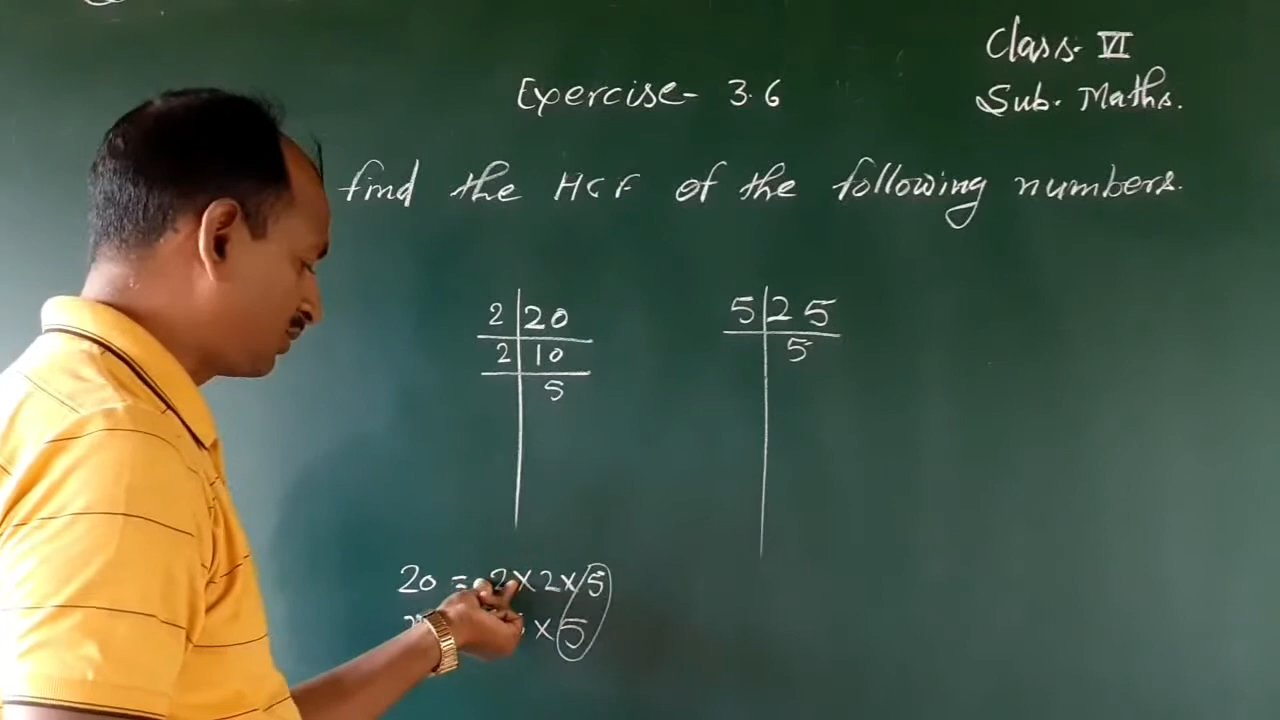 Class- VI
Exercise- 3.6
Sub. Maths.
find the HCF of the following numbers.
2 20
2 10
5
5 25
5
20 = 2 × 2 × 5
× 5